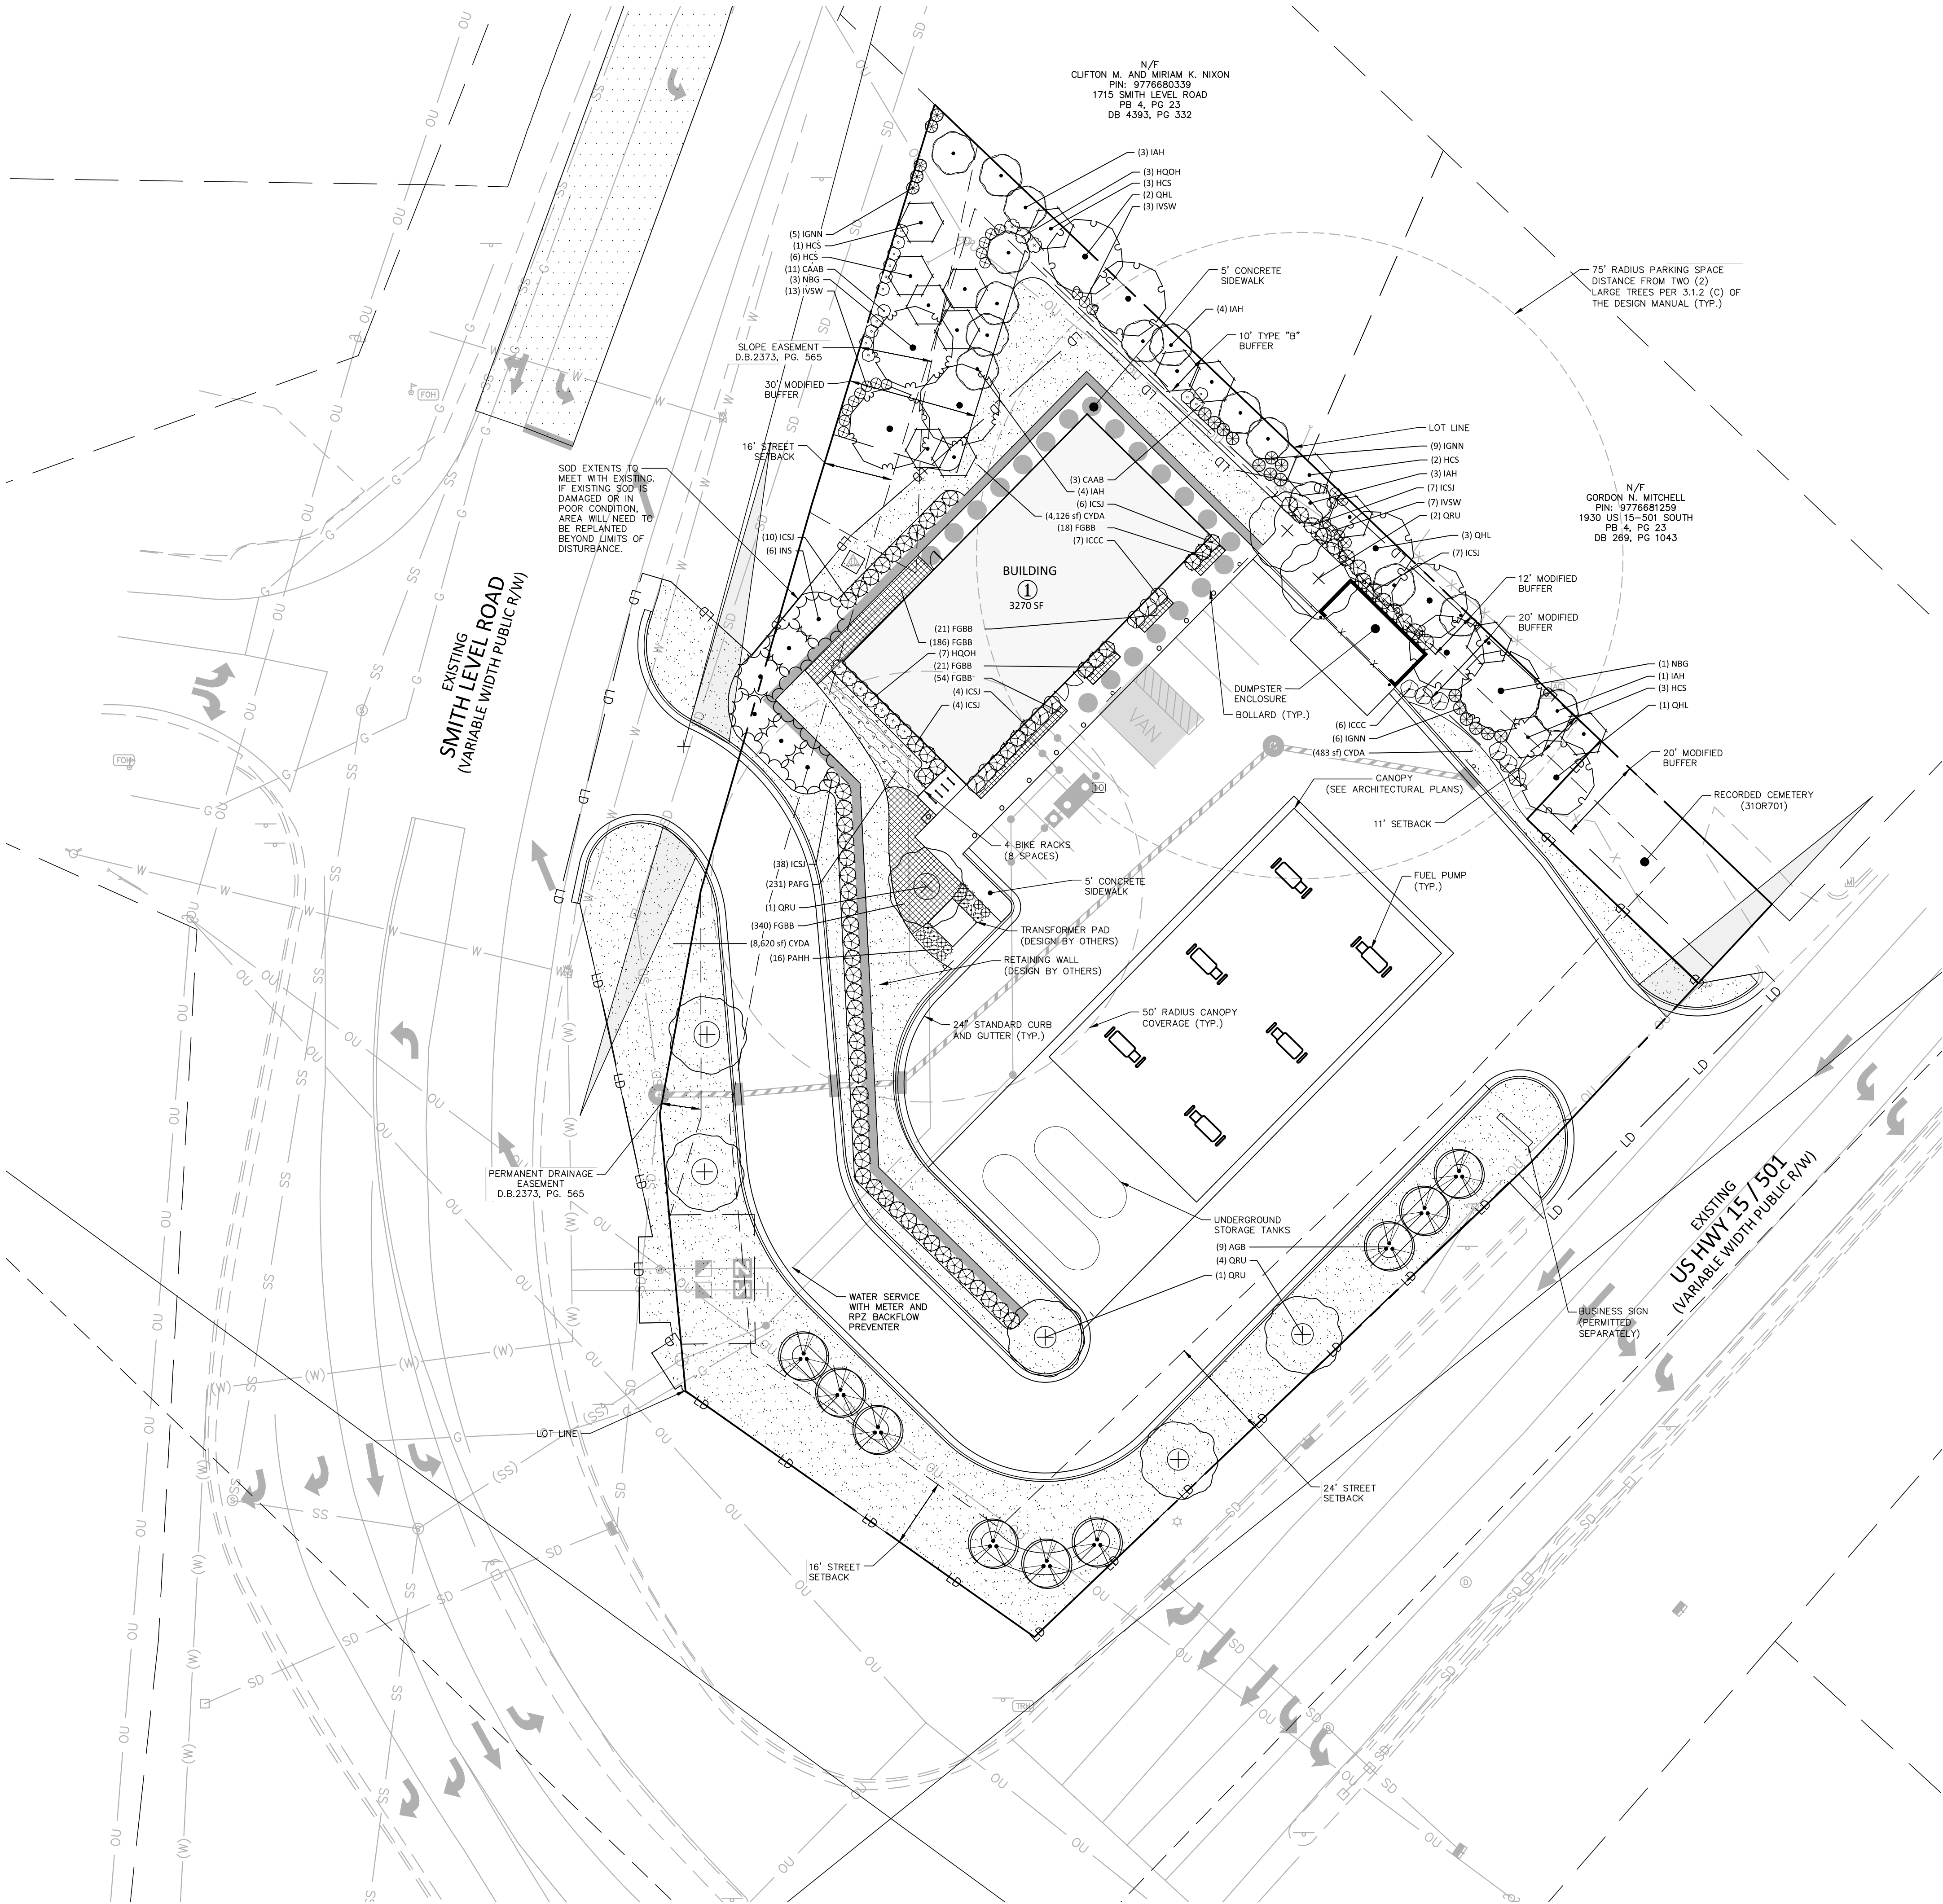 N/F
CLIFTON M. AND MIRIAM K. NIXON
PIN: 9776680339
1715 SMITH LEVEL ROAD
PB 4, PG 23
DB 4393, PG 332
(3) IAH
(3) HQOH
(3) HCS
(2) QHL
(3) IVSW
(5) IGNN
(1) HCS
(6) HCS
(11) CAAB
(3) NBG
(13) IVSW
5' CONCRETE
SIDEWALK
75' RADIUS PARKING SPACE
DISTANCE FROM TWO (2)
LARGE TREES PER 3.1.2 (C) OF
THE DESIGN MANUAL (TYP.)
(4) IAH
10' TYPE "B"
BUFFER
SLOPE EASEMENT
D.B.2373, PG. 565
30' MODIFIED
BUFFER
16' STREET
SETBACK
LOT LINE
(9) IGNN
(2) HCS
(3) IAH
(7) ICSJ
(7) IVSW
(2) QRU
(3) QHL
(7) ICSJ
N/F
GORDON N. MITCHELL
PIN: 9776681259
1930 US 15-501 SOUTH
PB 4, PG 23
DB 269, PG 1043
SOD EXTENTS TO
MEET WITH EXISTING.
IF EXISTING SOD IS
DAMAGED OR IN
POOR CONDITION,
AREA WILL NEED TO
BE REPLANTED
BEYOND LIMITS OF
DISTURBANCE.
(10) ICSJ
(6) INS
(3) CAAB
(4) IAH
(6) ICSJ
(4,126 sf) CYDA
(18) FGBB
(7) ICCC
BUILDING
1
3270 SF
12' MODIFIED
BUFFER
20' MODIFIED
BUFFER
EXISTING
SMITH LEVEL ROAD
(VARIABLE WIDTH PUBLIC R/W)
(21) FGBB
(186) FGBB
(7) HQOH
(21) FGBB
(54) FGBB
(4) ICSJ
(4) ICSJ
DUMPSTER
ENCLOSURE
BOLLARD (TYP.)
VAN
(1) NBG
(1) IAH
(3) HCS
(1) QHL
(6) ICCC
(6) IGNN
(483 sf) CYDA
20' MODIFIED
BUFFER
CANOPY
(SEE ARCHITECTURAL PLANS)
RECORDED CEMETERY
(31OR701)
11' SETBACK
4 BIKE RACKS
(8 SPACES)
(38) ICSJ
(231) PAFG
(1) QRU
(340) FGBB
(8,620 sf) CYDA
(16) PAHH
5' CONCRETE
SIDEWALK
FUEL PUMP
(TYP.)
TRANSFORMER PAD
(DESIGN BY OTHERS)
RETAINING WALL
(DESIGN BY OTHERS)
24" STANDARD CURB
AND GUTTER (TYP.)
50' RADIUS CANOPY
COVERAGE (TYP.)
PERMANENT DRAINAGE
EASEMENT
D.B.2373, PG. 565
UNDERGROUND
STORAGE TANKS
(9) AGB
(4) QRU
(1) QRU
WATER SERVICE
WITH METER AND
RPZ BACKFLOW
PREVENTER
BUSINESS SIGN
(PERMITTED
SEPARATELY)
EXISTING
US HWY 15 / 501
(VARIABLE WIDTH PUBLIC R/W)
LOT LINE
24' STREET
SETBACK
16' STREET
SETBACK